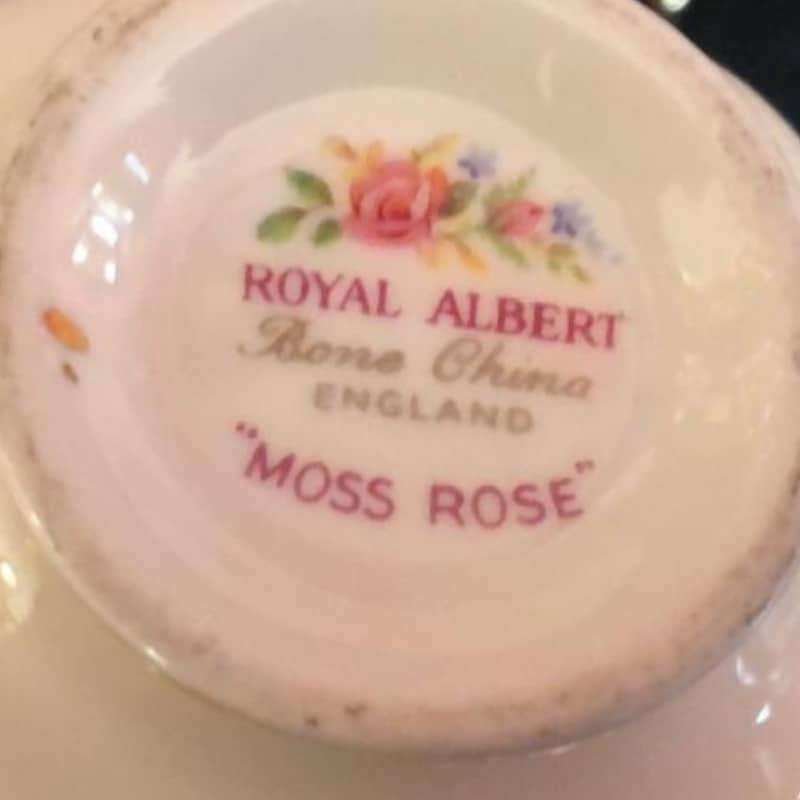 ROYAL ALBERT
Bone China
ENGLAND
"MOSS ROSE"